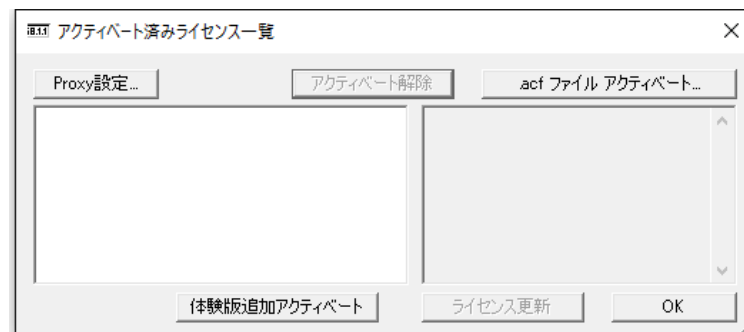 アクティベート済みライセンス一覧
Proxy設定...
アクティベート解除
.acf ファイル アクティベート...
体験版追加アクティベート
ライセンス更新
OK